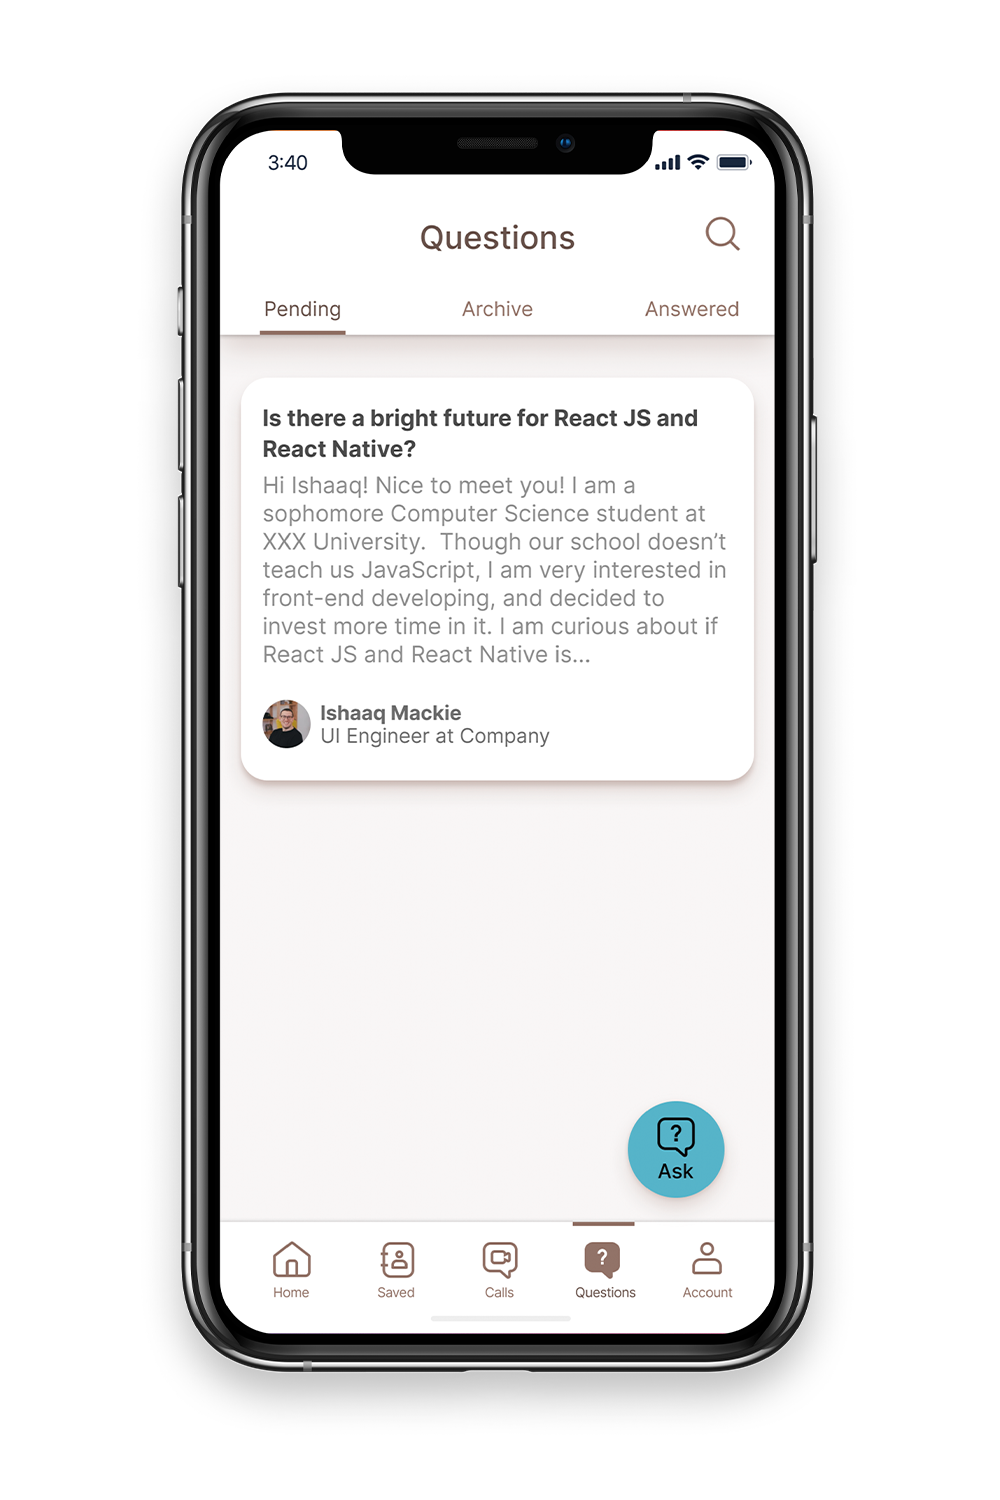 3:40
Questions
Pending Archive Answered
Is there a bright future for React JS and
React Native?
Hi Ishaaq! Nice to meet you! I am a
sophomore Computer Science student at
XXX University.  Though our school doesn’t
teach us JavaScript, I am very interested in
front-end developing, and decided to
invest more time in it. I am curious about if
React JS and React Native is...
Ishaaq Mackie
UI Engineer at Company
?
Ask
?
Home Saved Calls Questions Account